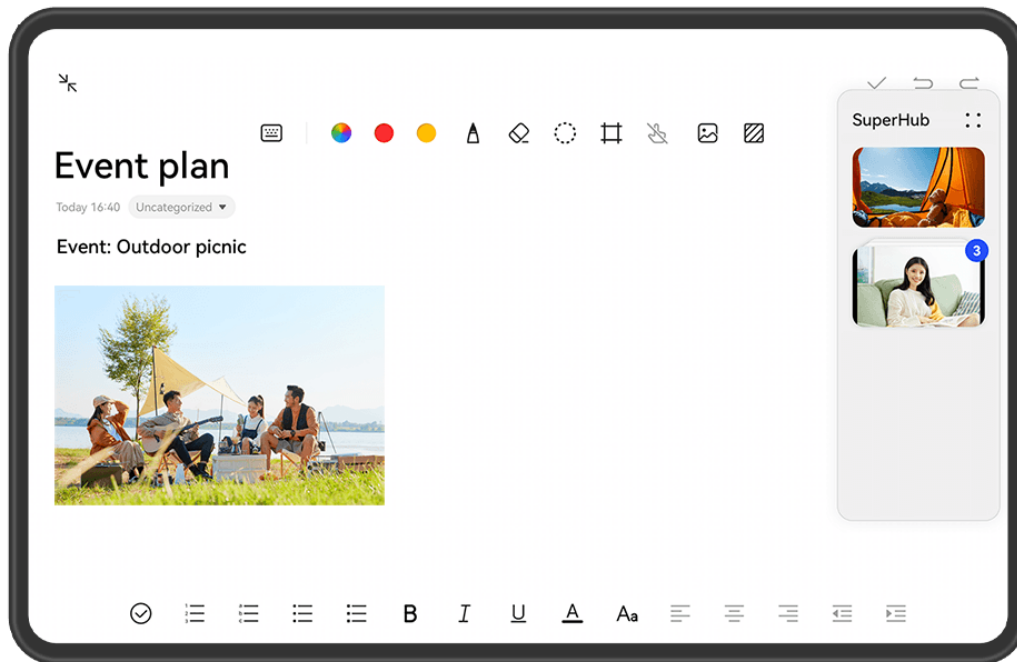 SuperHub
Event plan
Today 16:40 Uncategorized
Event: Outdoor picnic
3
B I U A Aa